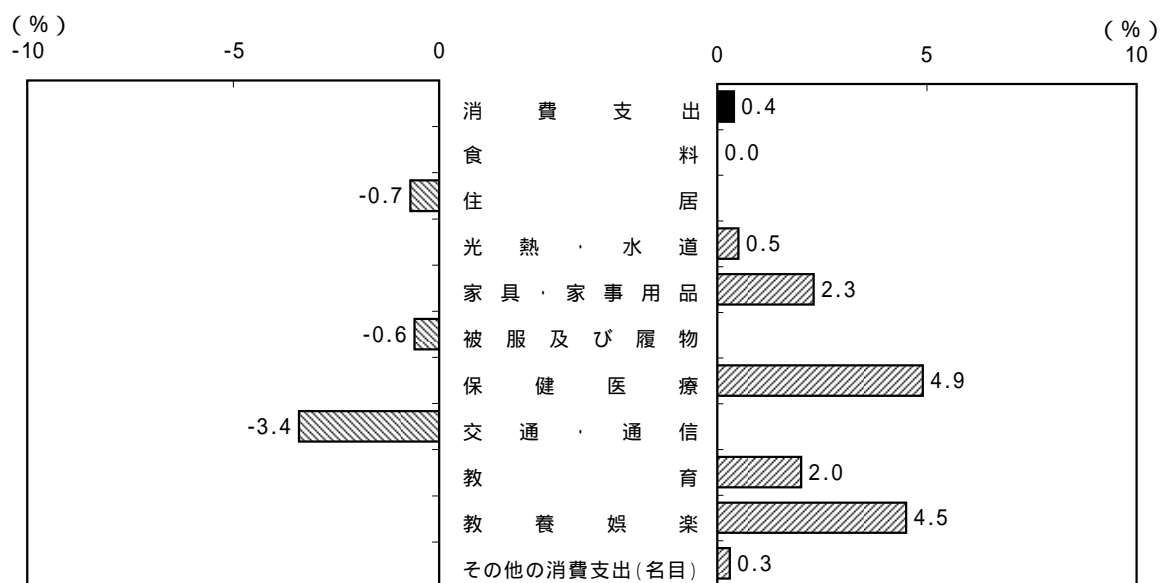 (%) (%)
-10 -5 0 0 5 10
消費支出 0.4
食料 0.0
-0.7 住居
光熱・水道 0.5
家具・家事用品 2.3
-0.6 被服及び履物
保健医療 4.9
-3.4 交通・通信
教育 2.0
教養娯楽 4.5
その他の消費支出(名目) 0.3